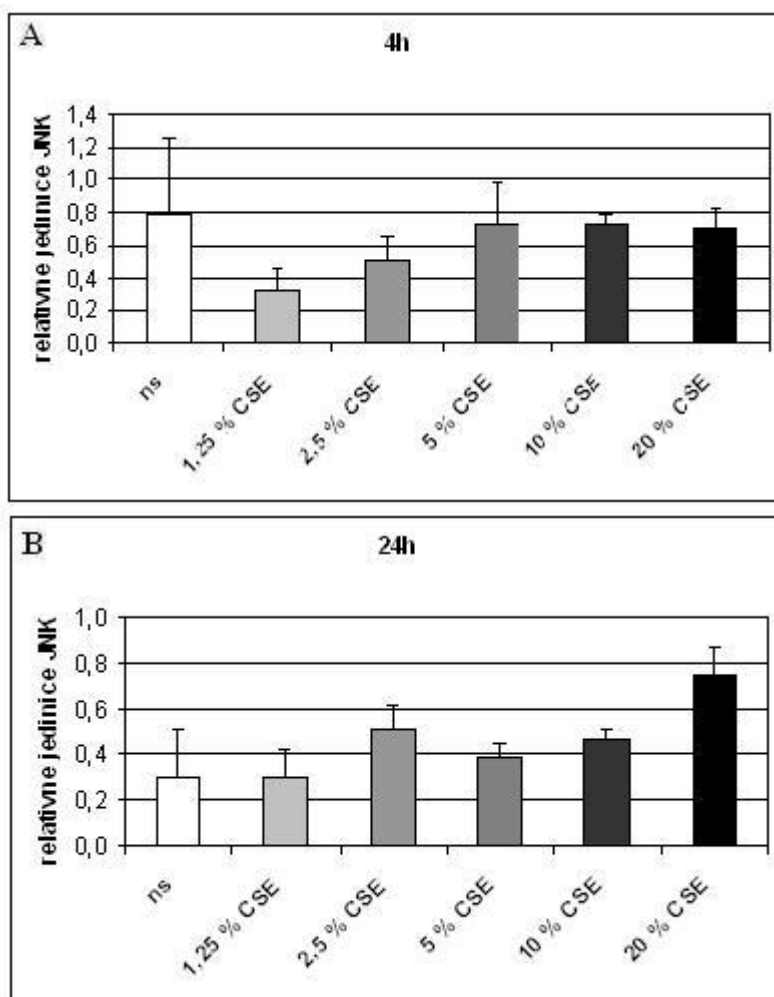 A
4h
relativne jedinice JNK
1,4
1,2
1,0
0,8
0,6
0,4
0,2
0,0
ns
1,25 % CSE
2,5 % CSE
5 % CSE
10 % CSE
20 % CSE
B
24h
relativne jedinice JNK
1,0
0,8
0,6
0,4
0,2
0,0
ns
1,25 % CSE
2,5 % CSE
5 % CSE
10 % CSE
20 % CSE